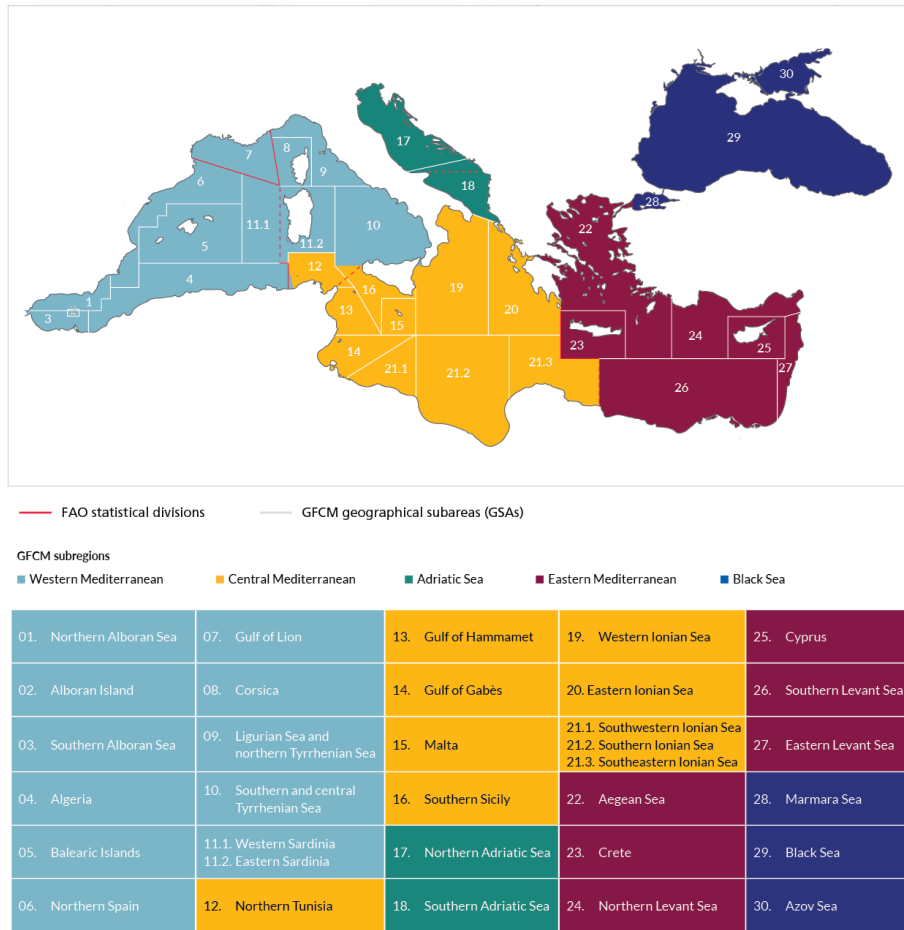 30
17
29
8
7
9
6
18
28
11.1
10
22
5
11.2
12
4
16
19
1
20
13
24
3
15
23
25
14
27
21.1
21.2
21.3
26
FAO statistical divisions
GFCM geographical subareas (GSAs)
GFCM subregions
Western Mediterranean
Central Mediterranean
Adriatic Sea
Eastern Mediterranean
Black Sea
01. Northern Alboran Sea
07. Gulf of Lion
13. Gulf of Hammamet
19. Western Ionian Sea
25. Cyprus
02. Alboran Island
08. Corsica
14. Gulf of Gabès
20. Eastern Ionian Sea
26. Southern Levant Sea
03. Southern Alboran Sea
09. Ligurian Sea and
northern Tyrrhenian Sea
15. Malta
21.1. Southwestern Ionian Sea
21.2. Southern Ionian Sea
21.3. Southeastern Ionian Sea
27. Eastern Levant Sea
04. Algeria
10. Southern and central
Tyrrhenian Sea
16. Southern Sicily
22. Aegean Sea
28. Marmara Sea
05. Balearic Islands
11.1. Western Sardinia
11.2. Eastern Sardinia
17. Northern Adriatic Sea
23. Crete
29. Black Sea
06. Northern Spain
12. Northern Tunisia
18. Southern Adriatic Sea
24. Northern Levant Sea
30. Azov Sea